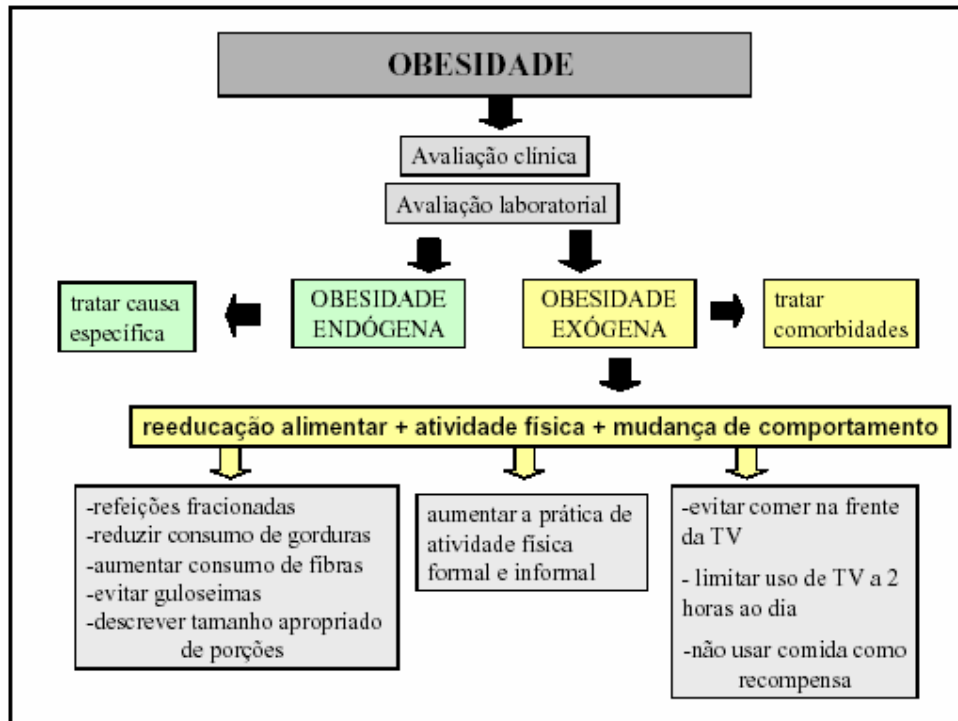 OBESIDADE
Avaliação clínica
Avaliação laboratorial
tratar causa
específica
OBESIDADE
ENDÓGENA
OBESIDADE
EXÓGENA
tratar
comorbidades
reeducação alimentar + atividade física + mudança de comportamento
-refeições fracionadas
-reduzir consumo de gorduras
-aumentar consumo de fibras
-evitar guloseimas
-descrever tamanho apropriado
de porções
aumentar a prática de
atividade física
formal e informal
-evitar comer na frente
da TV
- limitar uso de TV a 2
horas ao dia
-não usar comida como
recompensa